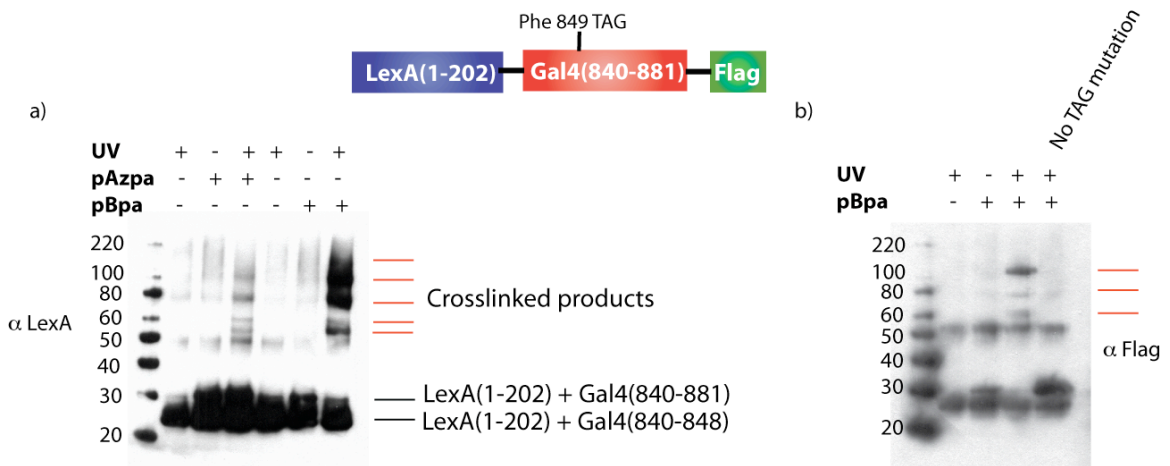 Phe 849 TAG
LexA(1-202)
Gal4(840-881)
Flag
a)
UV + - + + - +
pAzpa - + + - - -
pBpa - - - - + +
220
100
80
60
50
40
30
20
α LexA
Crosslinked products
LexA(1-202) + Gal4(840-881)
LexA(1-202) + Gal4(840-848)
b)
No TAG mutation
UV + - + +
pBpa - + + +
220
100
80
60
50
40
30
20
α Flag